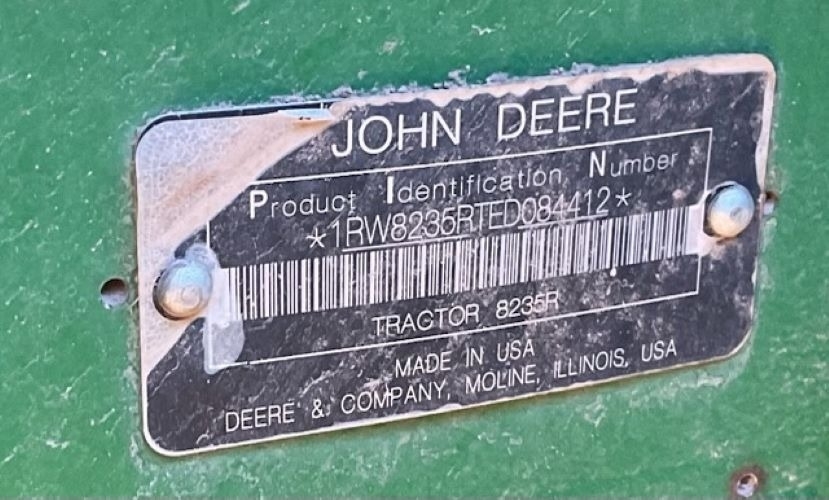 JOHN DEERE
Product Identification Number
*1RW8235RTED084412*
TRACTOR 8235R
MADE IN USA
DEERE & COMPANY, MOLINE, ILLINOIS, USA